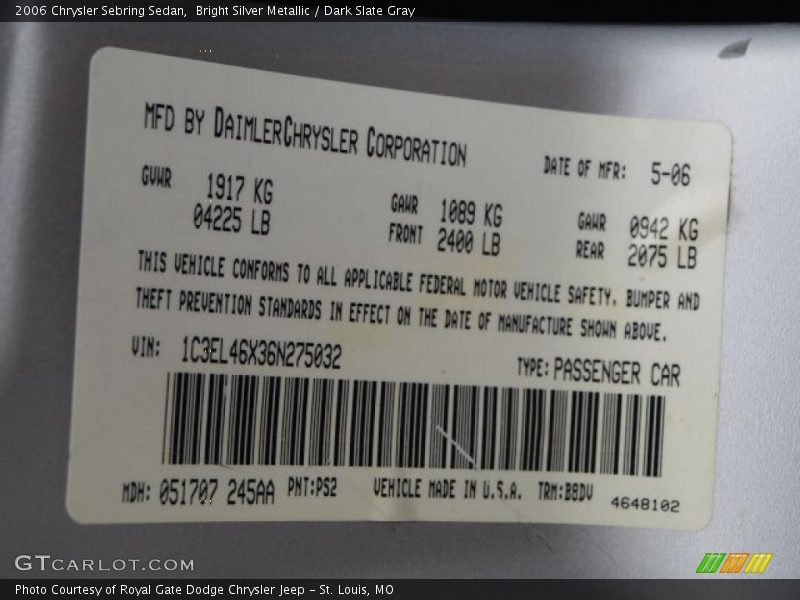 2006 Chrysler Sebring Sedan,  Bright Silver Metallic / Dark Slate Gray
MFD BY DAIMLERCHRYSLER CORPORATION
DATE OF MFR: 5-06
GVWR 1917 KG
04225 LB
GAWR 1089 KG
FRONT 2400 LB
GAWR 0942 KG
REAR 2075 LB
THIS VEHICLE CONFORMS TO ALL APPLICABLE FEDERAL MOTOR VEHICLE SAFETY, BUMPER AND
THEFT PREVENTION STANDARDS IN EFFECT ON THE DATE OF MANUFACTURE SHOWN ABOVE.
VIN: 1C3EL46X36N275032
TYPE: PASSENGER CAR
MDH: 051707 245AA PNT:PS2 VEHICLE MADE IN U.S.A. TRM:B8DV 4648102
GTCARLOT.COM
Photo Courtesy of Royal Gate Dodge Chrysler Jeep – St. Louis, MO